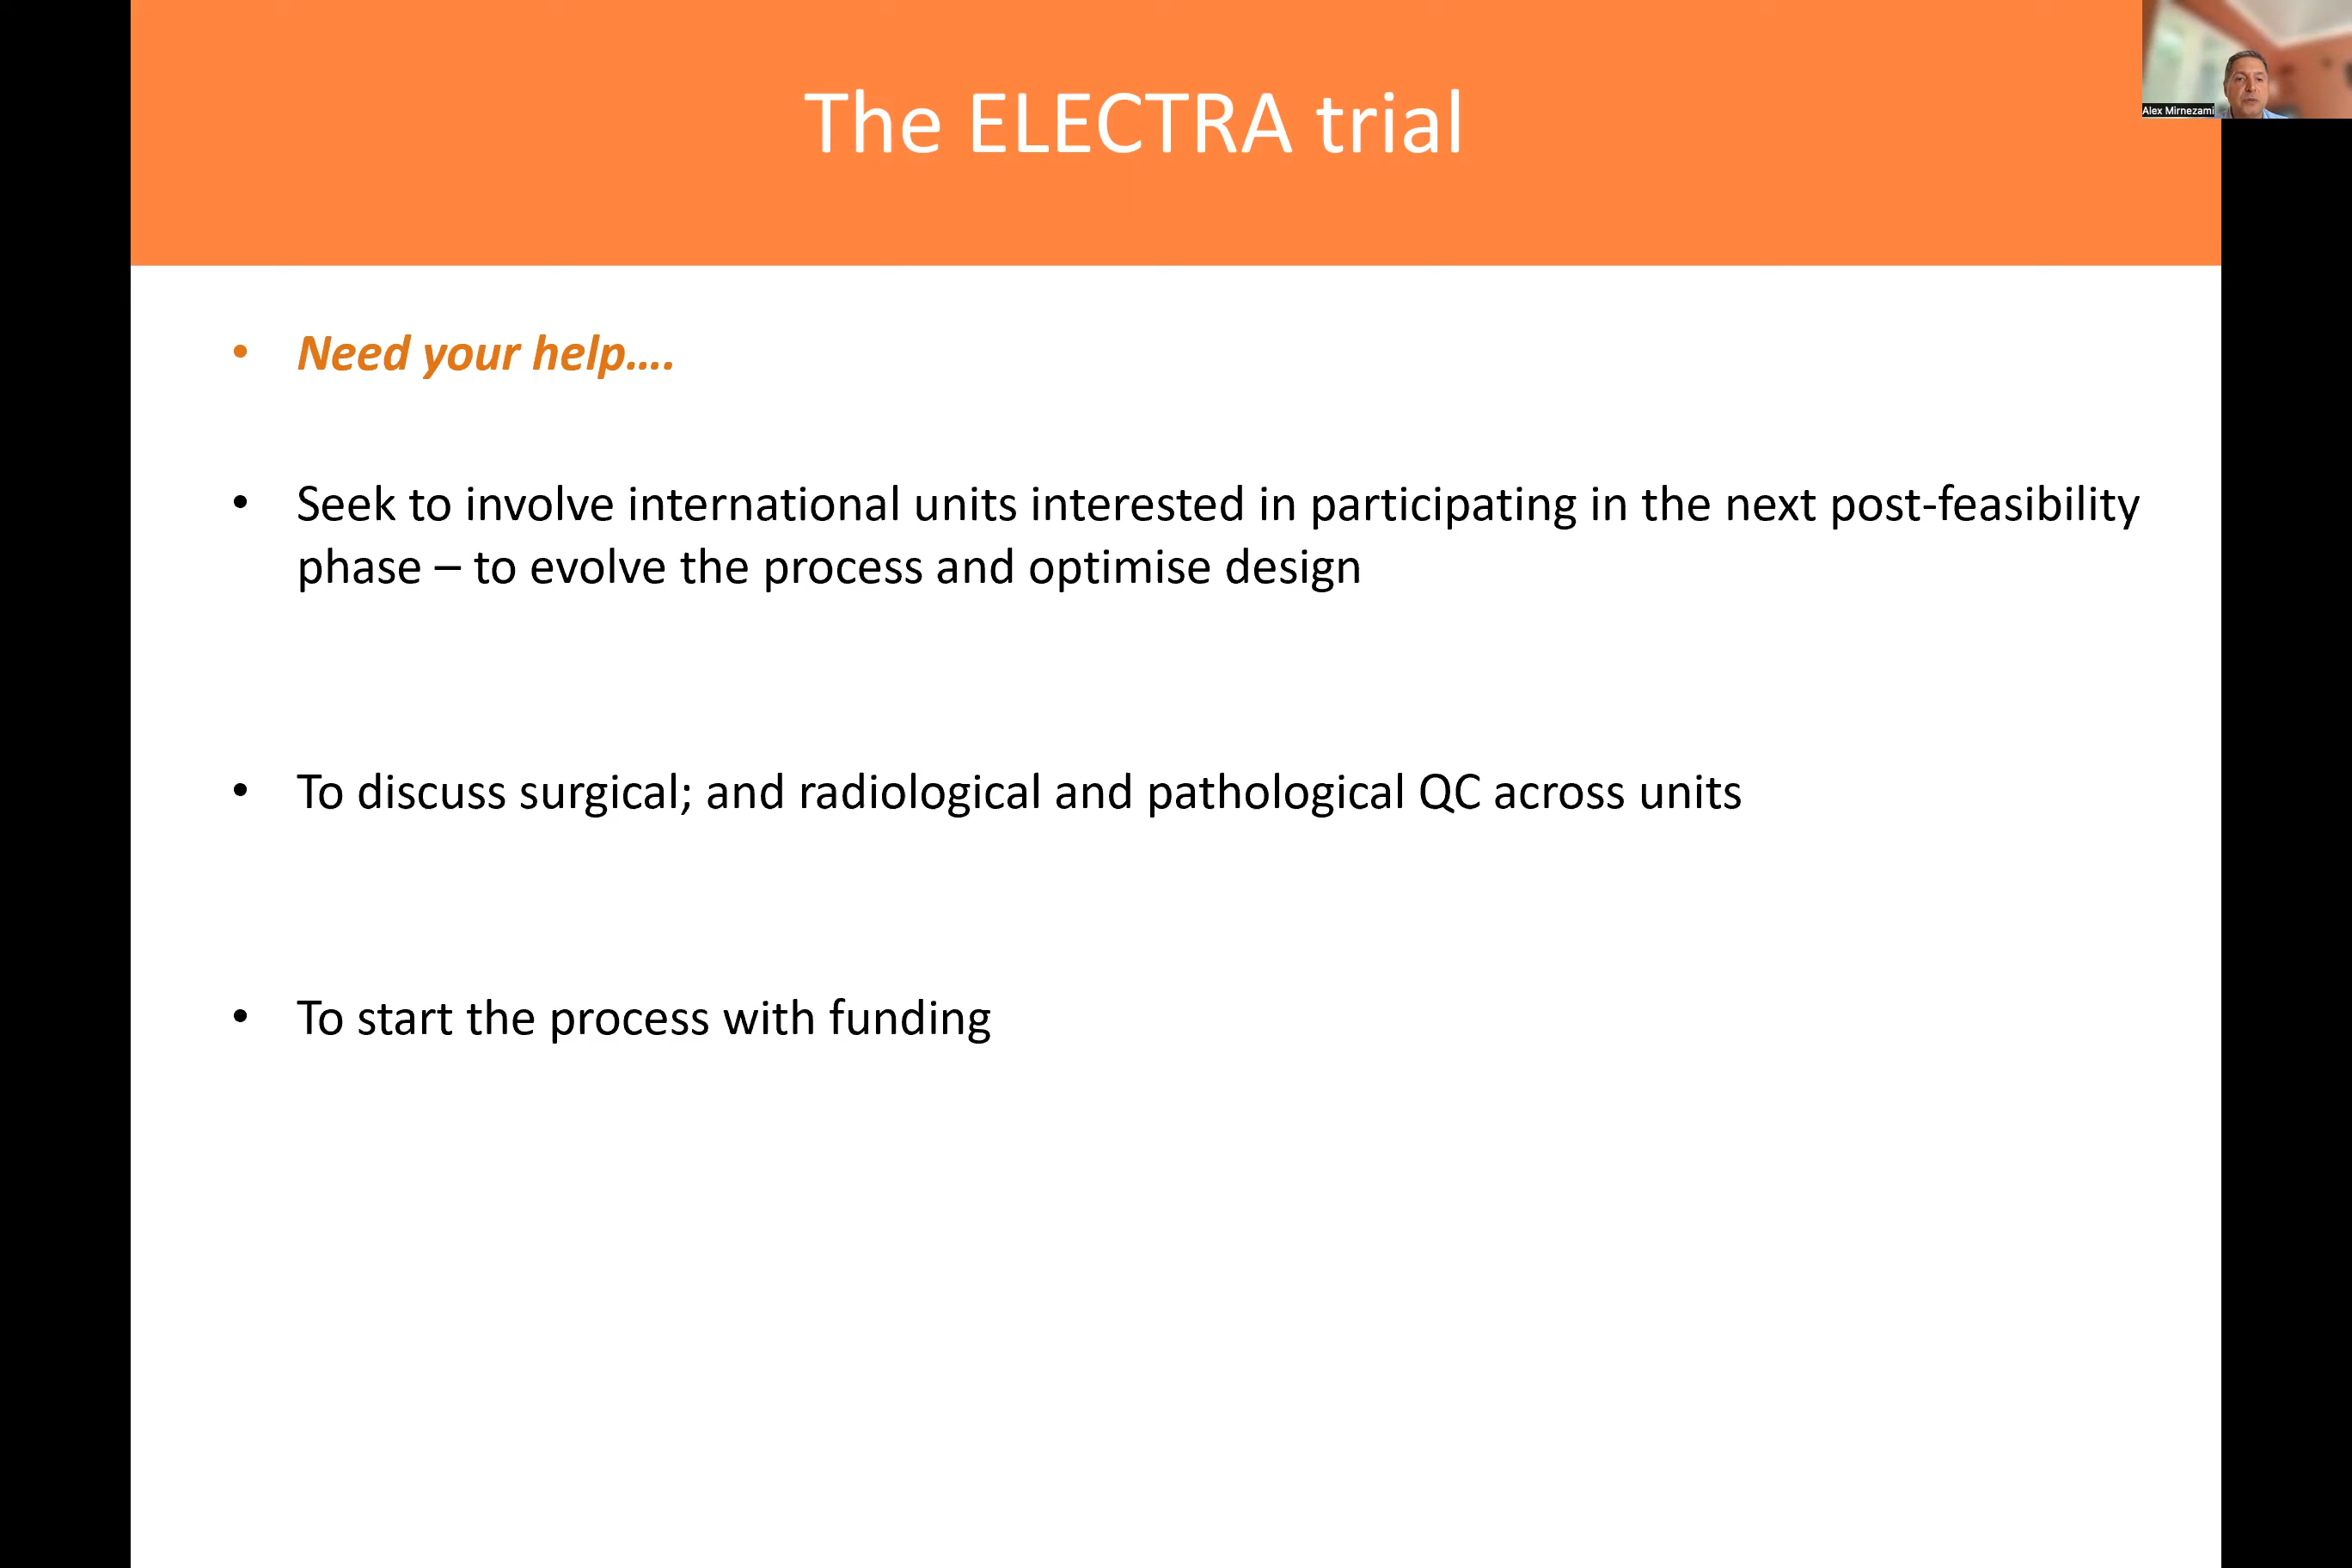 The ELECTRA trial
Alex Mirnezami
• Need your help....
• Seek to involve international units interested in participating in the next post-feasibility
phase – to evolve the process and optimise design
• To discuss surgical; and radiological and pathological QC across units
• To start the process with funding